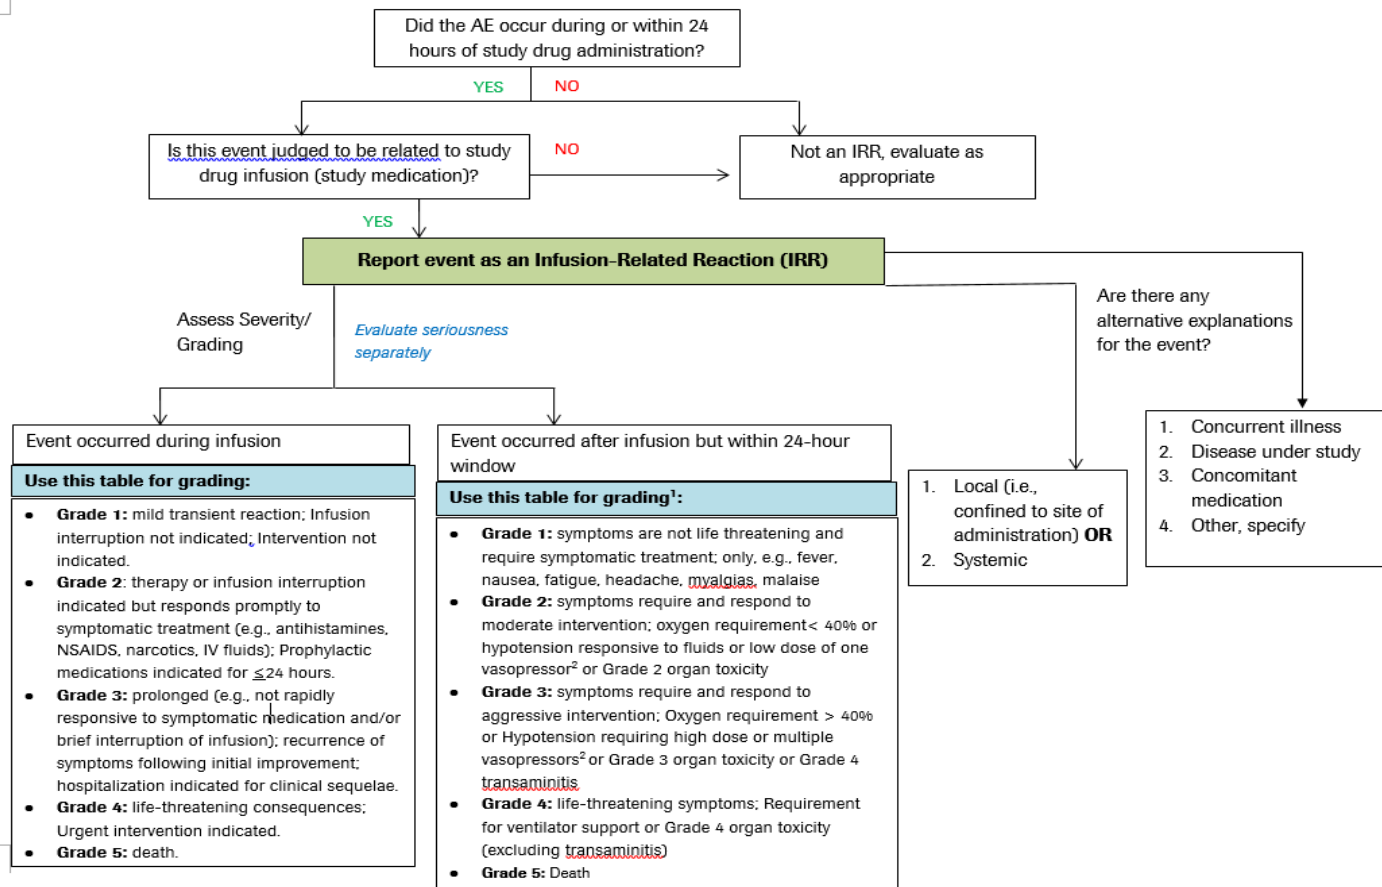 Did the AE occur during or within 24
hours of study drug administration?
YES
NO
Is this event judged to be related to study
drug infusion (study medication)?
NO
Not an IRR, evaluate as
appropriate
YES
Report event as an Infusion-Related Reaction (IRR)
Assess Severity/
Grading
Evaluate seriousness
separately
Are there any
alternative explanations
for the event?
Event occurred during infusion
Use this table for grading:
• Grade 1: mild transient reaction; Infusion
interruption not indicated; Intervention not
indicated.
• Grade 2: therapy or infusion interruption
indicated but responds promptly to
symptomatic treatment (e.g., antihistamines,
NSAIDS, narcotics, IV fluids); Prophylactic
medications indicated for ≤24 hours.
• Grade 3: prolonged (e.g., not rapidly
responsive to symptomatic medication and/or
brief interruption of infusion); recurrence of
symptoms following initial improvement;
hospitalization indicated for clinical sequelae.
• Grade 4: life-threatening consequences;
Urgent intervention indicated.
• Grade 5: death.
Event occurred after infusion but within 24-hour
window
Use this table for grading¹:
• Grade 1: symptoms are not life threatening and
require symptomatic treatment; only, e.g., fever,
nausea, fatigue, headache, myalgias, malaise
• Grade 2: symptoms require and respond to
moderate intervention; oxygen requirement< 40% or
hypotension responsive to fluids or low dose of one
vasopressor² or Grade 2 organ toxicity
• Grade 3: symptoms require and respond to
aggressive intervention; Oxygen requirement > 40%
or Hypotension requiring high dose or multiple
vasopressors² or Grade 3 organ toxicity or Grade 4
transaminitis
• Grade 4: life-threatening symptoms; Requirement
for ventilator support or Grade 4 organ toxicity
(excluding transaminitis)
• Grade 5: Death
1. Local (i.e.,
confined to site of
administration) OR
2. Systemic
1. Concurrent illness
2. Disease under study
3. Concomitant
medication
4. Other, specify